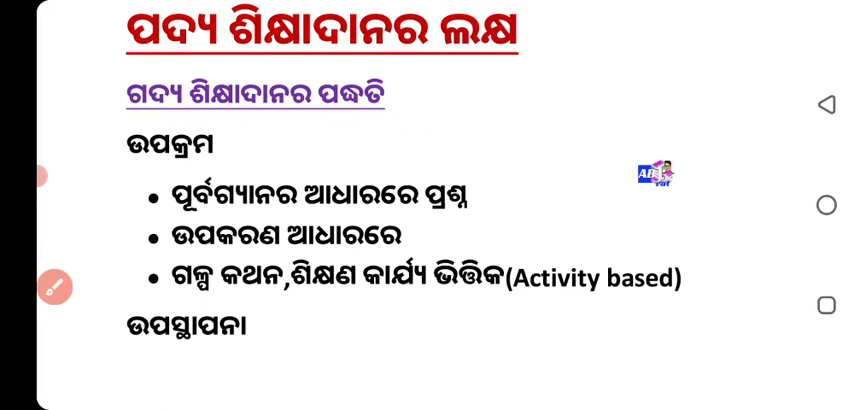 ପଦ୍ୟ ଶିକ୍ଷାଦାନର ଲକ୍ଷ
ଗଦ୍ୟ ଶିକ୍ଷାଦାନର ପଦ୍ଧତି
ଉପକ୍ରମ
• ପୂର୍ବଗ୍ୟାନର ଆଧାରରେ ପ୍ରଶ୍ନ
• ଉପକରଣ ଆଧାରରେ
• ଗଳ୍ପ କଥନ,ଶିକ୍ଷଣ କାର୍ଯ୍ୟ ଭିତ୍ତିକ(Activity based)
ଉପସ୍ଥାପନା